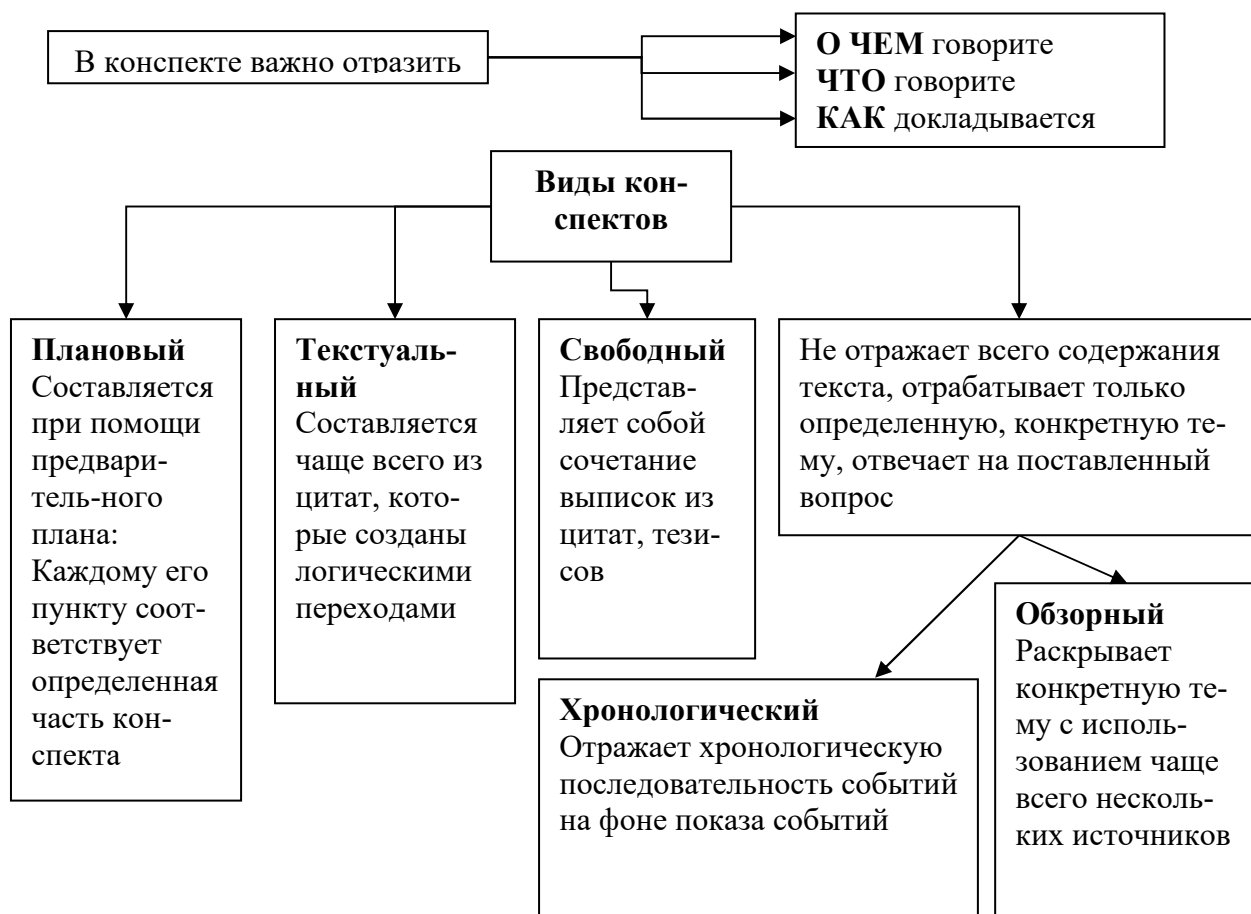 В конспекте важно отразить
О ЧЕМ говорите
ЧТО говорите
КАК докладывается
Виды кон-
спектов
Плановый
Составляется
при помощи
предвари-
тель-ного
плана:
Каждому его
пункту соот-
ветствует
определенная
часть кон-
спекта
Текстуаль-
ный
Составляется
чаще всего из
цитат, кото-
рые созданы
логическими
переходами
Свободный
Представ-
ляет собой
сочетание
выписок из
цитат, тези-
сов
Не отражает всего содержания
текста, отрабатывает только
определенную, конкретную те-
му, отвечает на поставленный
вопрос
Хронологический
Отражает хронологическую
последовательность событий
на фоне показа событий
Обзорный
Раскрывает
конкретную те-
му с исполь-
зованием чаще
всего несколь-
ких источников